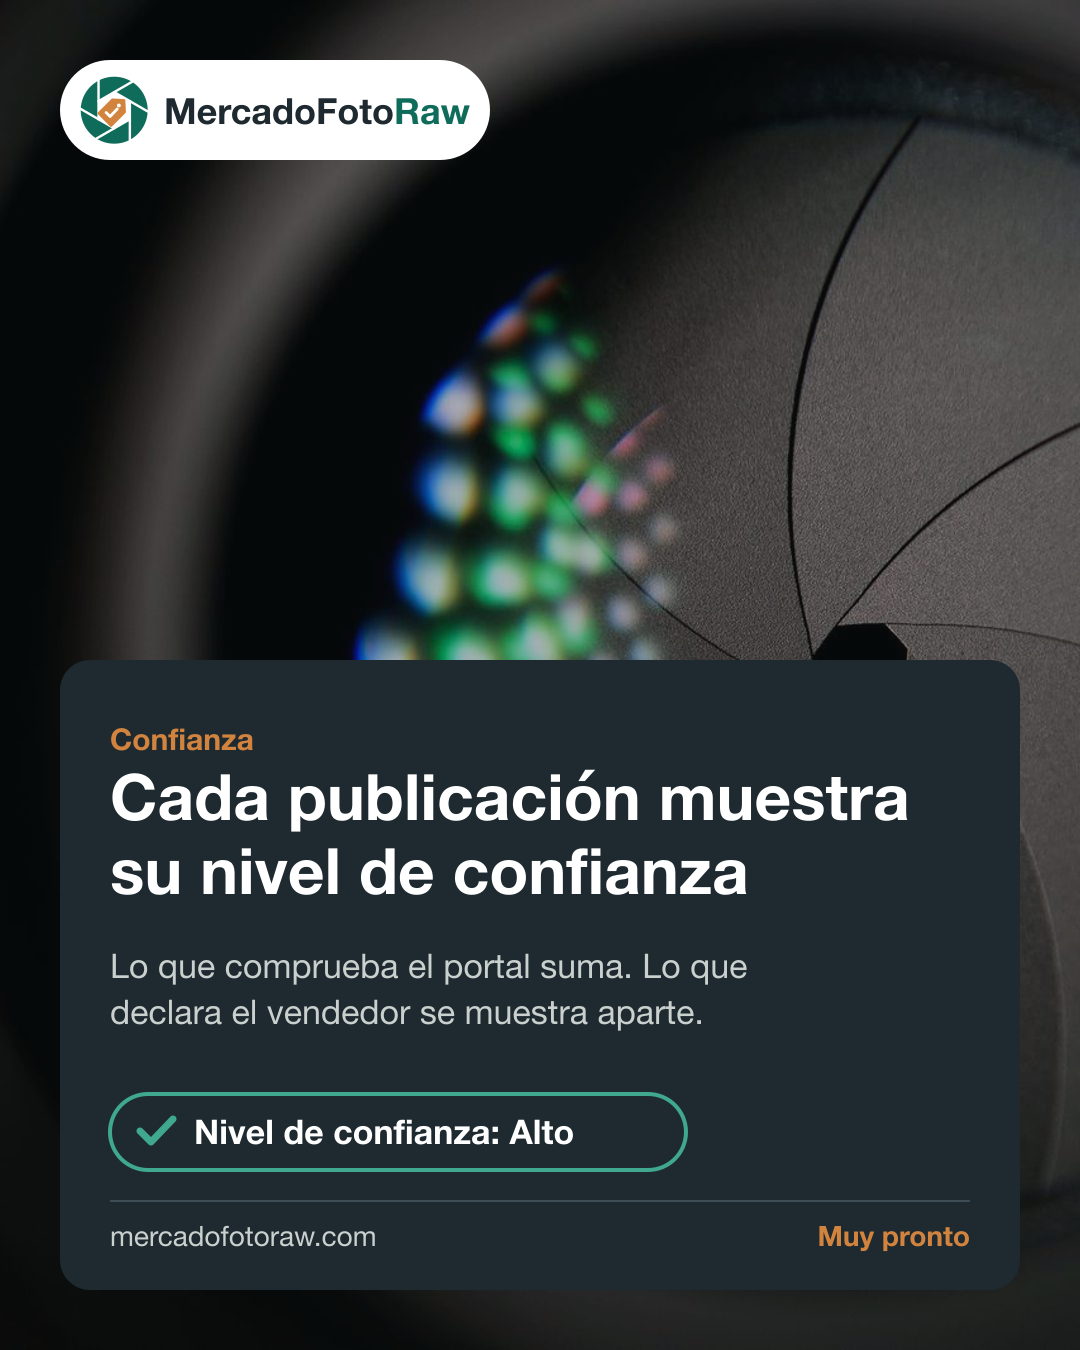 MercadoFotoRaw
Confianza
Cada publicación muestra
su nivel de confianza
Lo que comprueba el portal suma. Lo que
declara el vendedor se muestra aparte.
Nivel de confianza: Alto
mercadofotoraw.com
Muy pronto